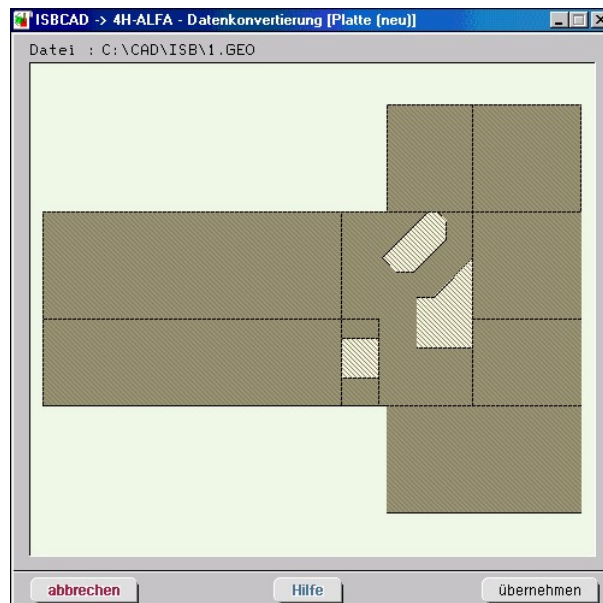 ISBCAD -> 4H-ALFA - Datenkonvertierung [Platte (neu)]
Datei : C:\CAD\ISB\1.GEO
abbrechen Hilfe übernehmen